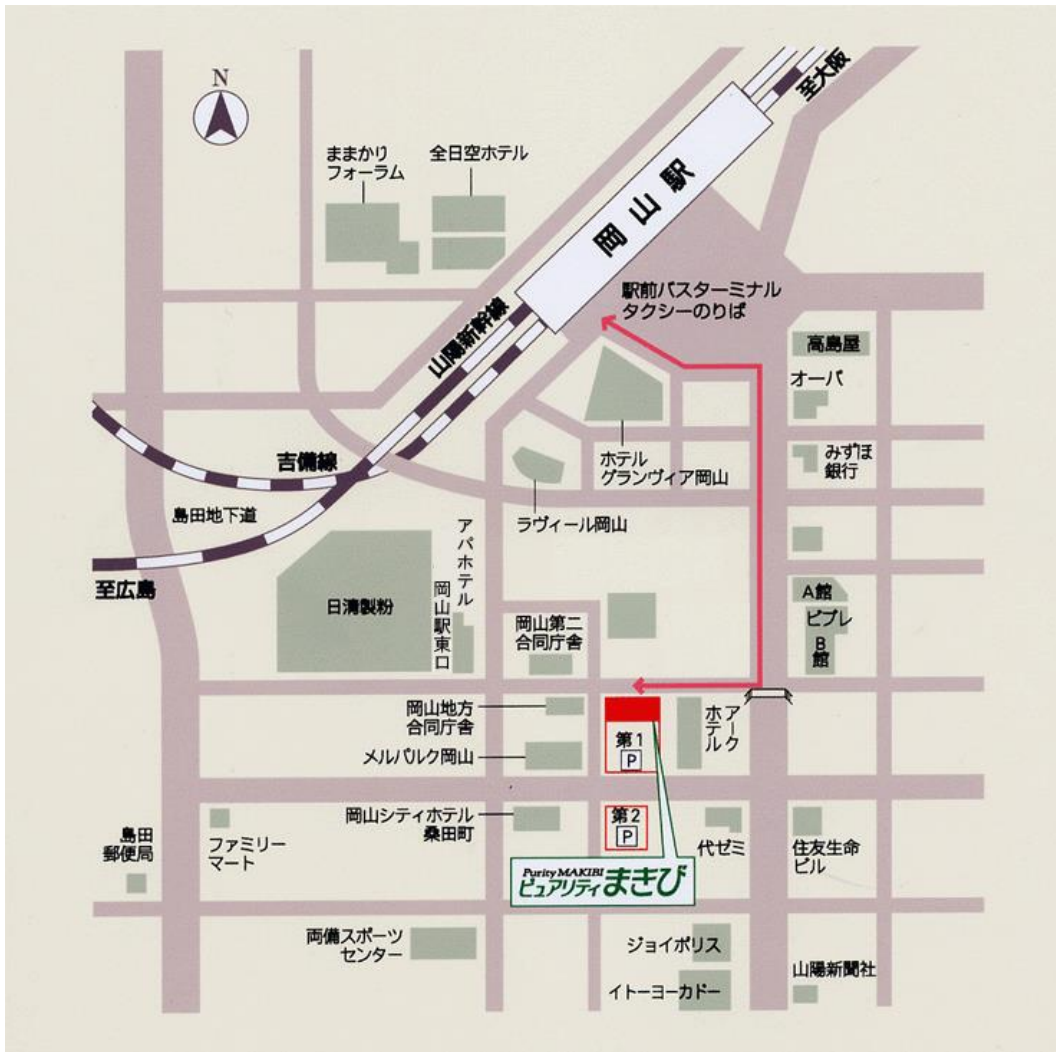 N
至大阪
ままかり
フォーラム
全日空ホテル
岡山駅
駅前バスターミナル
タクシーのりば
山陽新幹線
高島屋
オーパ
吉備線
ホテル
グランヴィア岡山
みずほ
銀行
島田地下道
ラヴィール岡山
アパホテル
岡山駅東口
至広島
日清製粉
A館
ビブレ
B
館
岡山第二
合同庁舎
岡山地方
合同庁舎
アーク
ホテル
第1
P
メルパルク岡山
岡山シティホテル
桑田町
第2
P
島田
郵便局
ファミリー
マート
代ゼミ
住友生命
ビル
Purity MAKIBI
ピュアリティまきび
両備スポーツ
センター
ジョイポリス
イトーヨーカドー
山陽新聞社